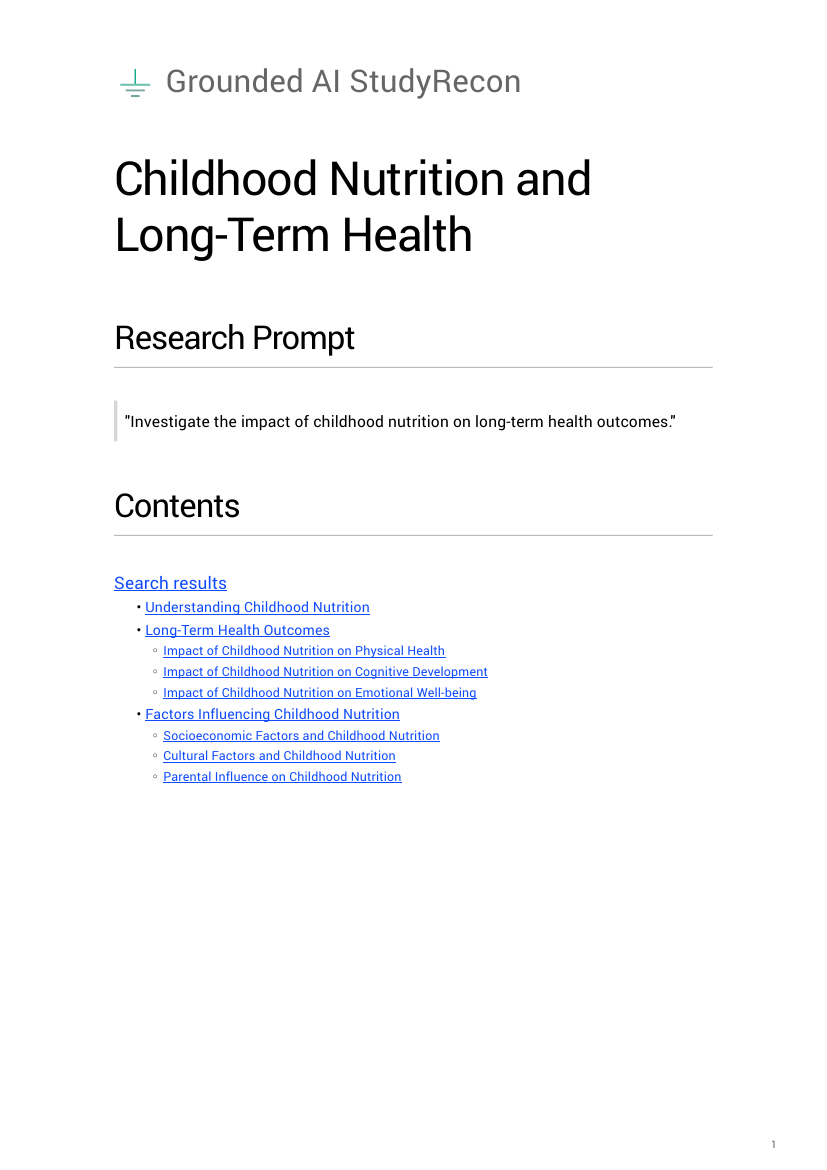 Grounded AI StudyRecon
Childhood Nutrition and
Long-Term Health
Research Prompt
"Investigate the impact of childhood nutrition on long-term health outcomes."
Contents
Search results
• Understanding Childhood Nutrition
• Long-Term Health Outcomes
◦ Impact of Childhood Nutrition on Physical Health
◦ Impact of Childhood Nutrition on Cognitive Development
◦ Impact of Childhood Nutrition on Emotional Well-being
• Factors Influencing Childhood Nutrition
◦ Socioeconomic Factors and Childhood Nutrition
◦ Cultural Factors and Childhood Nutrition
◦ Parental Influence on Childhood Nutrition
1